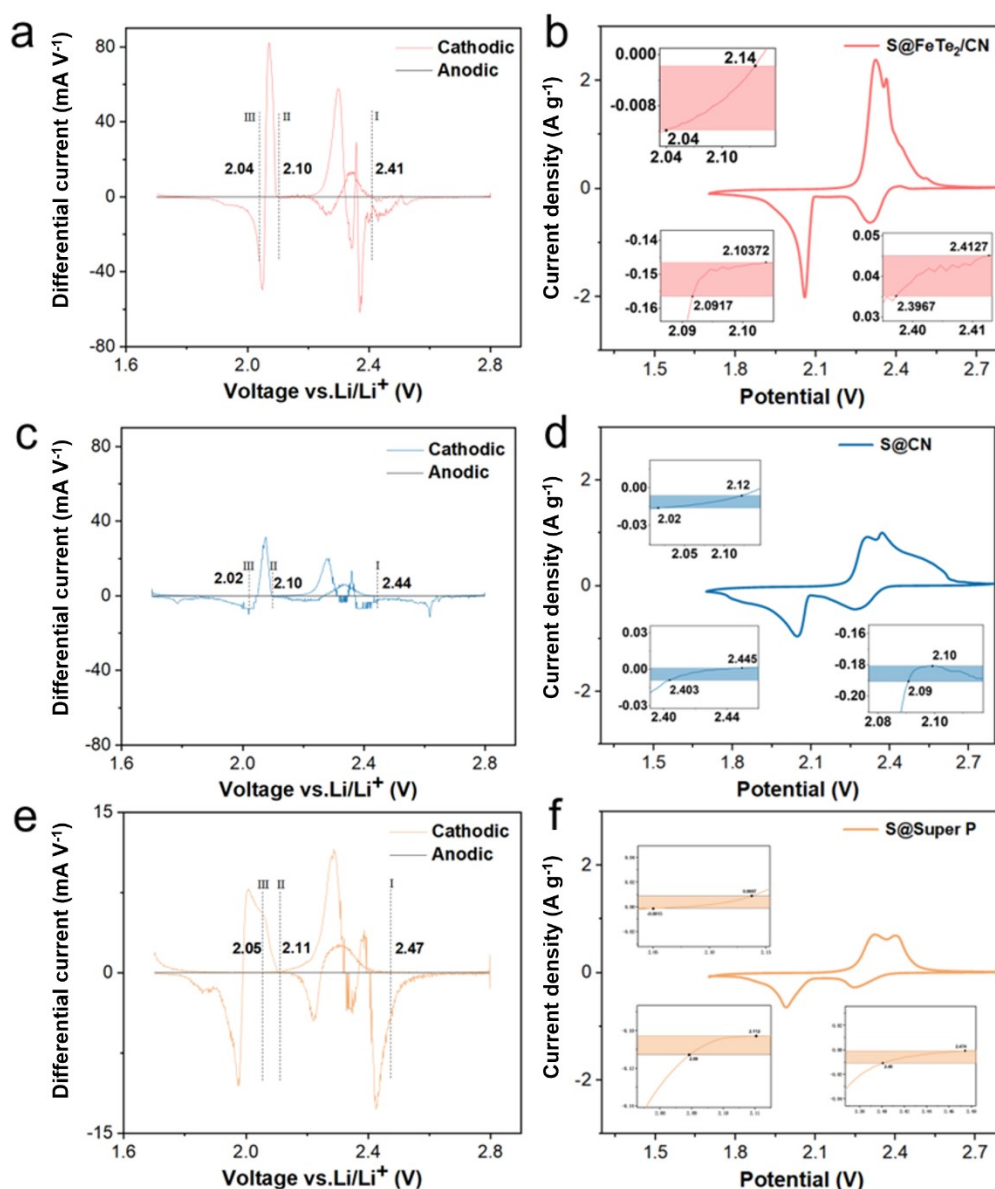 a
80
40
0
-40
-80
1.6
2.0
2.4
2.8
Differential current (mA V⁻¹)
Voltage vs.Li/Li⁺ (V)
Cathodic
Anodic
III
II
I
2.04
2.10
2.41
b
2
0
-2
1.5
1.8
2.1
2.4
2.7
Current density (A g⁻¹)
Potential (V)
S@FeTe₂/CN
0.000
-0.008
2.14
2.04
2.04
2.10
-0.14
-0.15
-0.16
2.10372
2.0917
2.09
2.10
0.05
0.04
0.03
2.4127
2.3967
2.40
2.41
c
80
40
0
-40
-80
1.6
2.0
2.4
2.8
Differential current (mA V⁻¹)
Voltage vs.Li/Li⁺ (V)
Cathodic
Anodic
III
II
I
2.02
2.10
2.44
d
2
0
-2
1.5
1.8
2.1
2.4
2.7
Current density (A g⁻¹)
Potential (V)
S@CN
0.00
-0.03
2.12
2.02
2.05
2.10
0.03
0.00
-0.03
2.445
2.403
2.40
2.44
-0.16
-0.18
-0.20
2.10
2.09
2.08
2.10
e
15
0
-15
1.6
2.0
2.4
2.8
Differential current (mA V⁻¹)
Voltage vs.Li/Li⁺ (V)
Cathodic
Anodic
III
II
I
2.05
2.11
2.47
f
2
0
-2
1.5
1.8
2.1
2.4
2.7
Current density (A g⁻¹)
Potential (V)
S@Super P